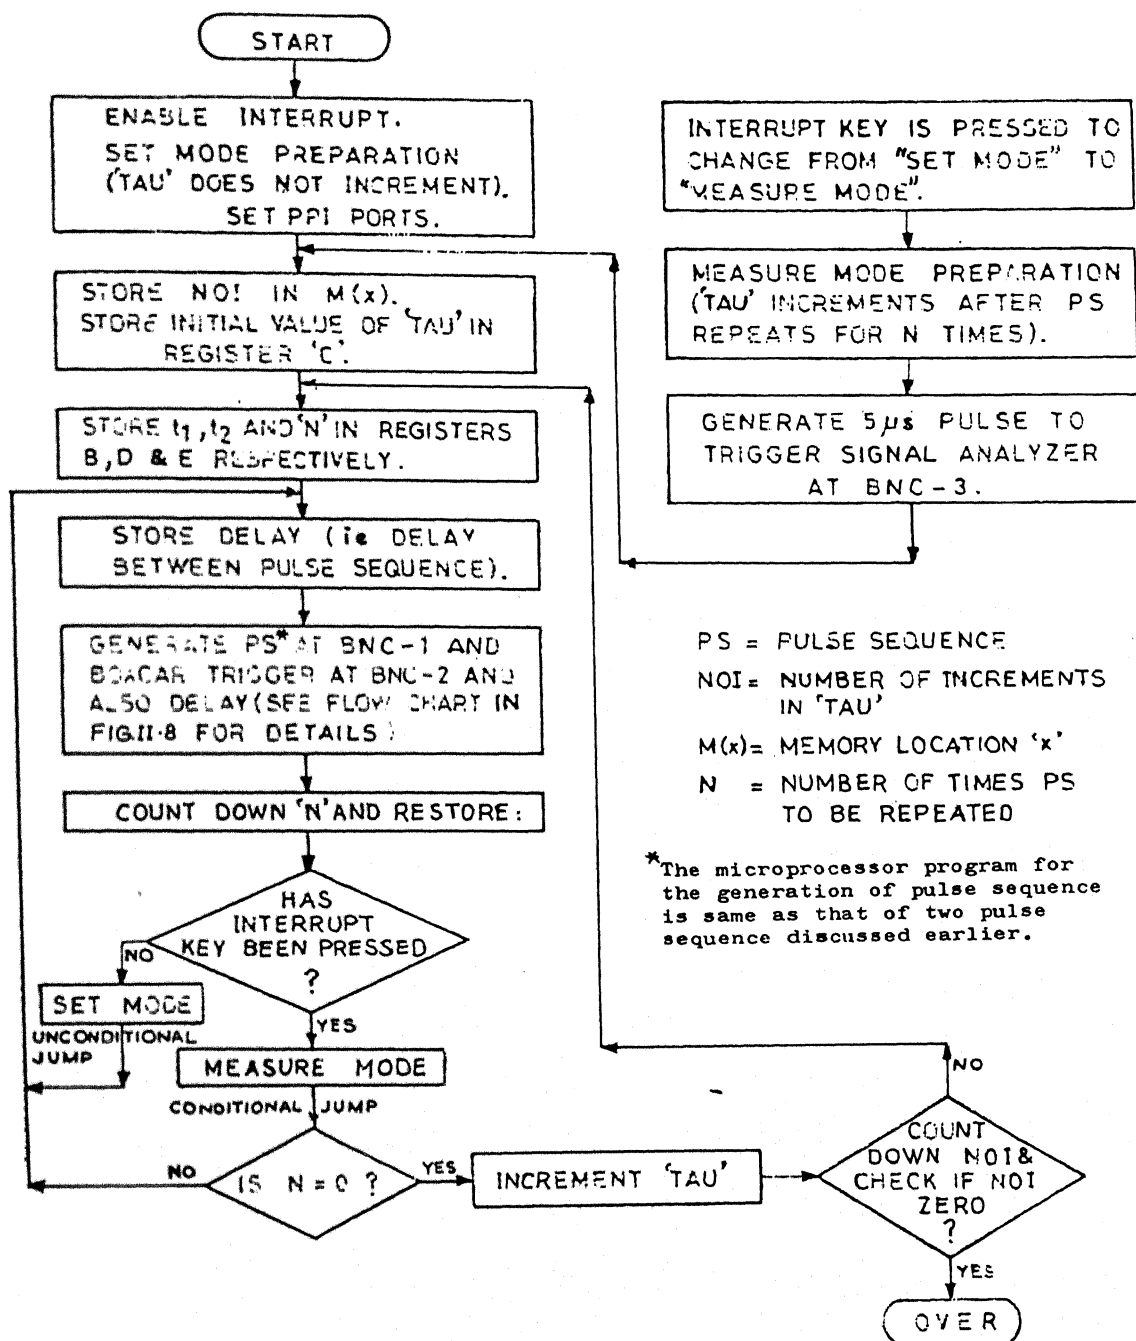 START
ENABLE INTERRUPT.
SET MODE PREPARATION
('TAU' DOES NOT INCREMENT).
SET PPI PORTS.
STORE NOI IN M(x).
STORE INITIAL VALUE OF 'TAU' IN
REGISTER 'C'.
STORE t₁, t₂ AND 'N' IN REGISTERS
B, D & E RESPECTIVELY.
STORE DELAY (ie DELAY
BETWEEN PULSE SEQUENCE).
GENERATE PS* AT BNC-1 AND
BOXCAR TRIGGER AT BNC-2 AND
ALSO DELAY (SEE FLOW CHART IN
FIG.II.8 FOR DETAILS)
COUNT DOWN 'N' AND RESTORE:
HAS
INTERRUPT
KEY BEEN PRESSED
?
NO
SET MODE
UNCONDITIONAL
JUMP
YES
MEASURE MODE
CONDITIONAL JUMP
NO
IS N = 0 ?
YES
INCREMENT 'TAU'
COUNT
DOWN NOI &
CHECK IF NOI
ZERO
?
NO
YES
OVER
INTERRUPT KEY IS PRESSED TO
CHANGE FROM "SET MODE" TO
"MEASURE MODE".
MEASURE MODE PREPARATION
('TAU' INCREMENTS AFTER PS
REPEATS FOR N TIMES).
GENERATE 5μs PULSE TO
TRIGGER SIGNAL ANALYZER
AT BNC-3.
PS = PULSE SEQUENCE
NOI = NUMBER OF INCREMENTS
IN 'TAU'
M(x) = MEMORY LOCATION 'x'
N = NUMBER OF TIMES PS
TO BE REPEATED
*The microprocessor program for
the generation of pulse sequence
is same as that of two pulse
sequence discussed earlier.